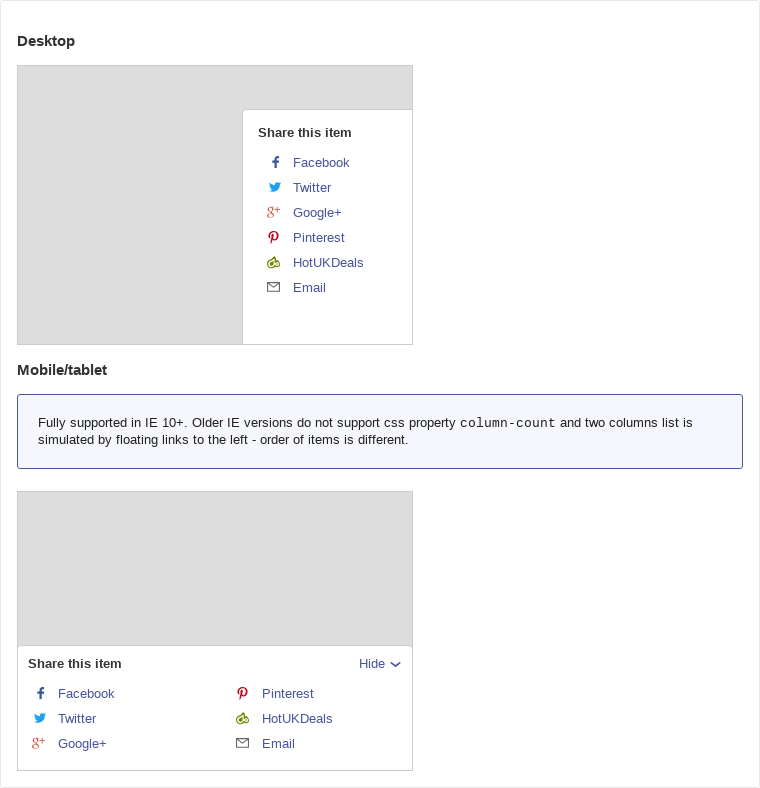 Desktop
Share this item
Facebook
Twitter
Google+
Pinterest
HotUKDeals
Email
Mobile/tablet
Fully supported in IE 10+. Older IE versions do not support css property column-count and two columns list is
simulated by floating links to the left - order of items is different.
Share this item Hide
Facebook Pinterest
Twitter HotUKDeals
Google+ Email